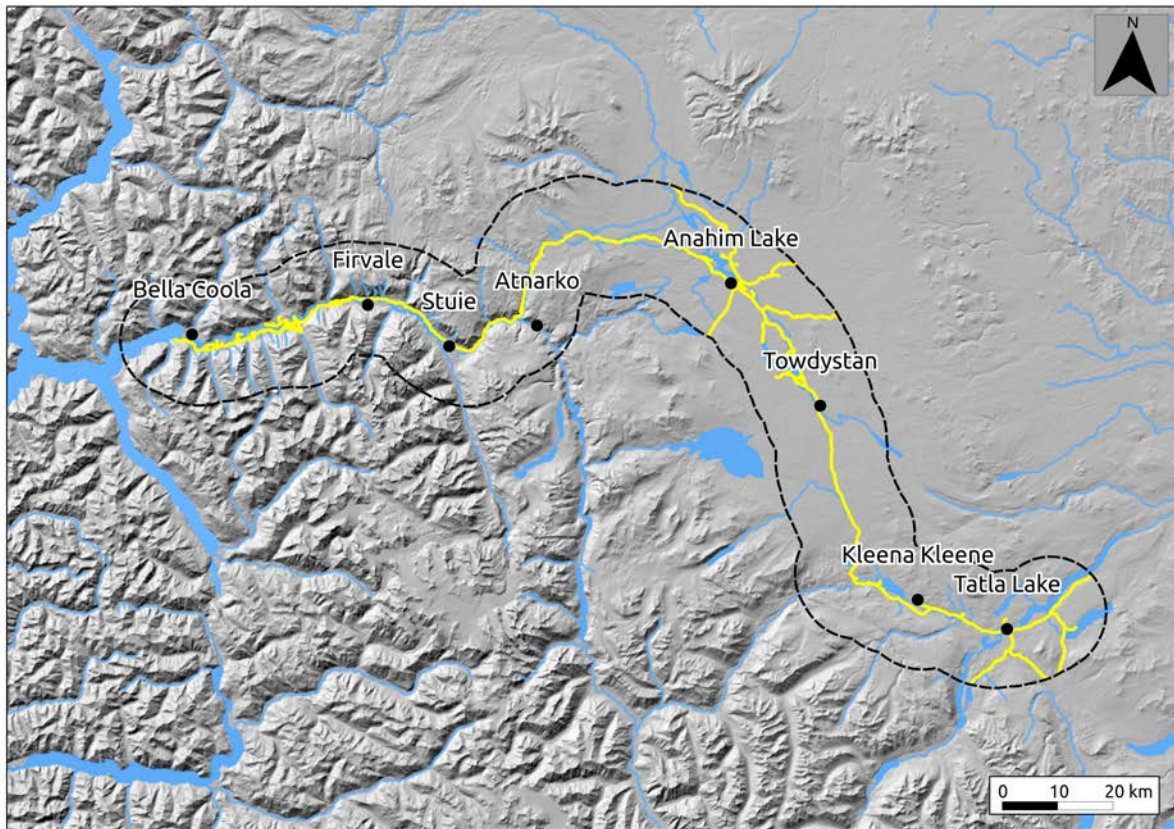 N
Anahim Lake
Firvale
Atnarko
Bella Coola
Stuie
Towdystan
Kleena Kleene
Tatla Lake
0 10 20 km